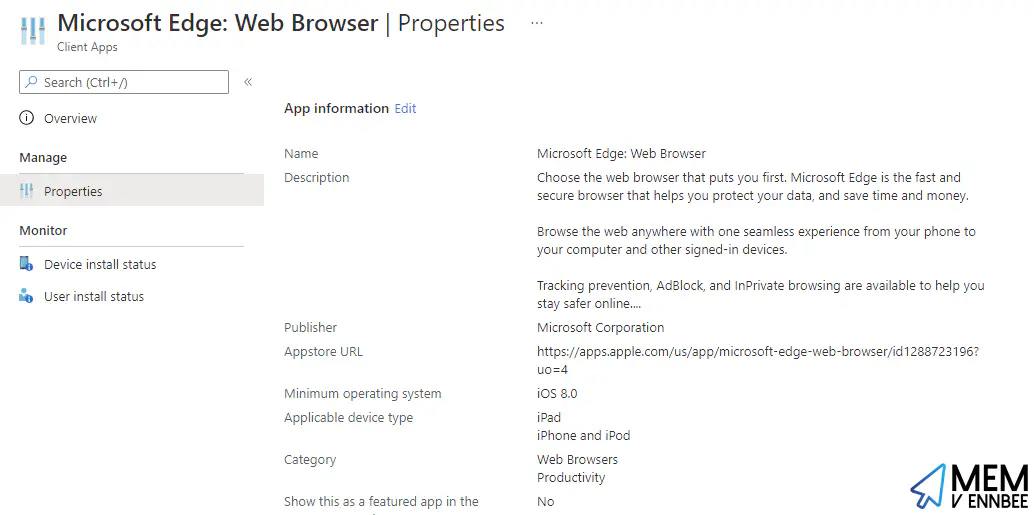 Microsoft Edge: Web Browser | Properties ...
Client Apps
Search (Ctrl+/) «
Overview
Manage
Properties
Monitor
Device install status
User install status
App information Edit
Name Microsoft Edge: Web Browser
Description Choose the web browser that puts you first. Microsoft Edge is the fast and
secure browser that helps you protect your data, and save time and money.
Browse the web anywhere with one seamless experience from your phone to
your computer and other signed-in devices.
Tracking prevention, AdBlock, and InPrivate browsing are available to help you
stay safer online....
Publisher Microsoft Corporation
Appstore URL https://apps.apple.com/us/app/microsoft-edge-web-browser/id1288723196?
uo=4
Minimum operating system iOS 8.0
Applicable device type iPad
iPhone and iPod
Category Web Browsers
Productivity
Show this as a featured app in the No
MEM
V ENNBEE